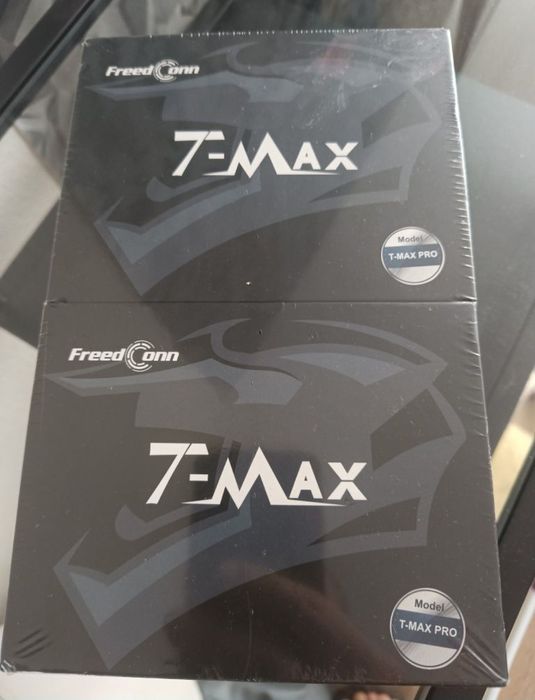 FreedConn
T-MAX
Model
T-MAX PRO
FreedConn
T-MAX
Model
T-MAX PRO